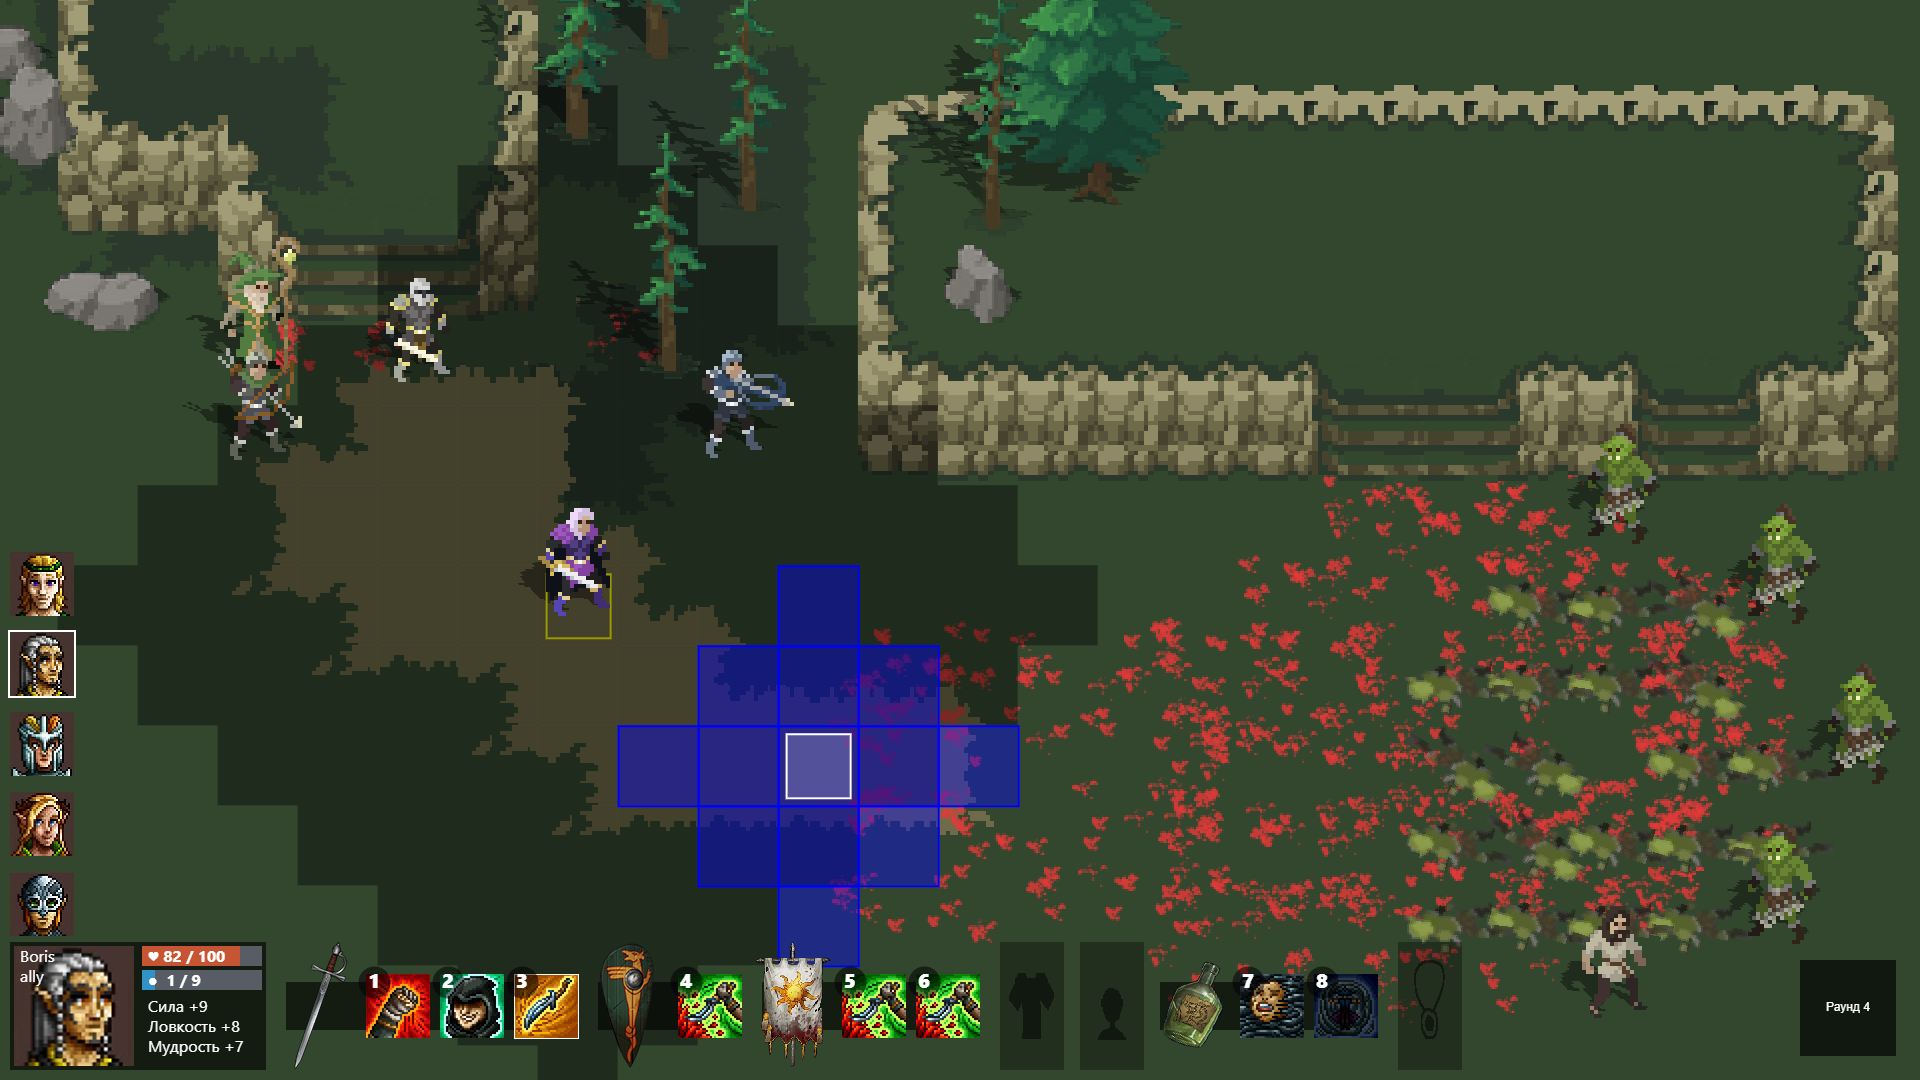 Boris
ally
82 / 100
1 / 9
Сила +9
Ловкость +8
Мудрость +7
1
2
3
4
5
6
7
8
Раунд 4